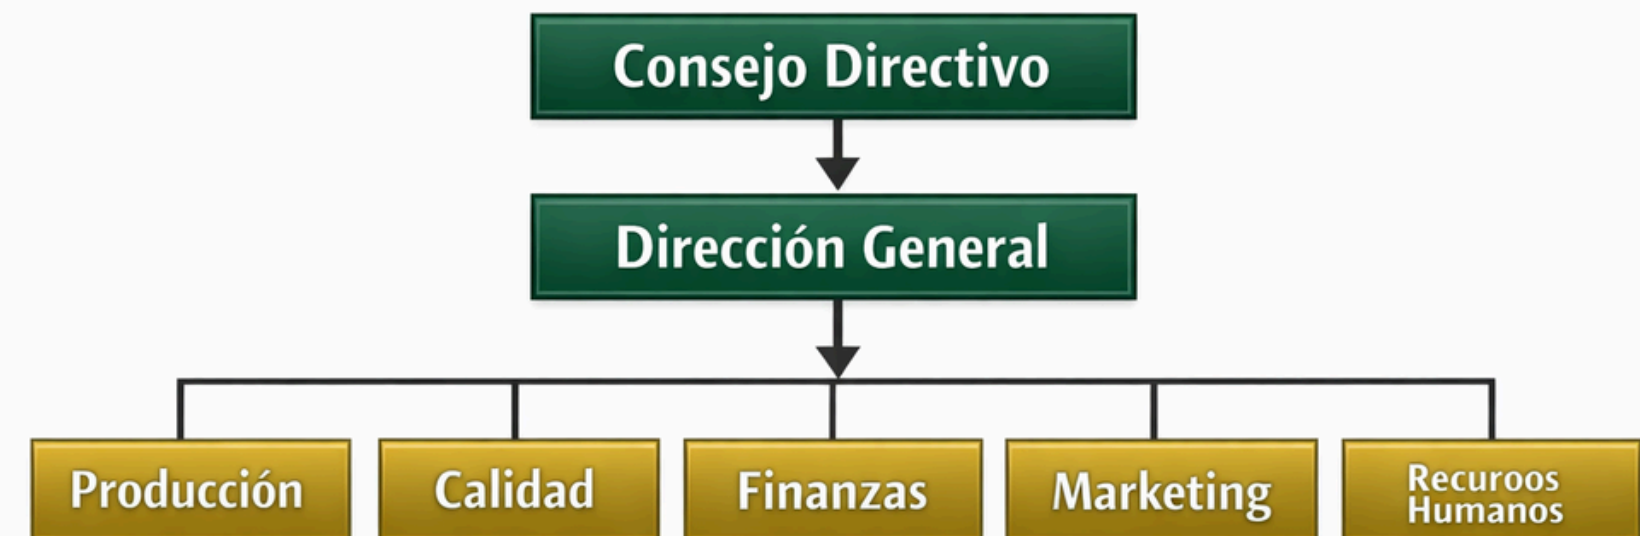 Consejo Directivo
Dirección General
Producción
Calidad
Finanzas
Marketing
Recuroos
Humanos